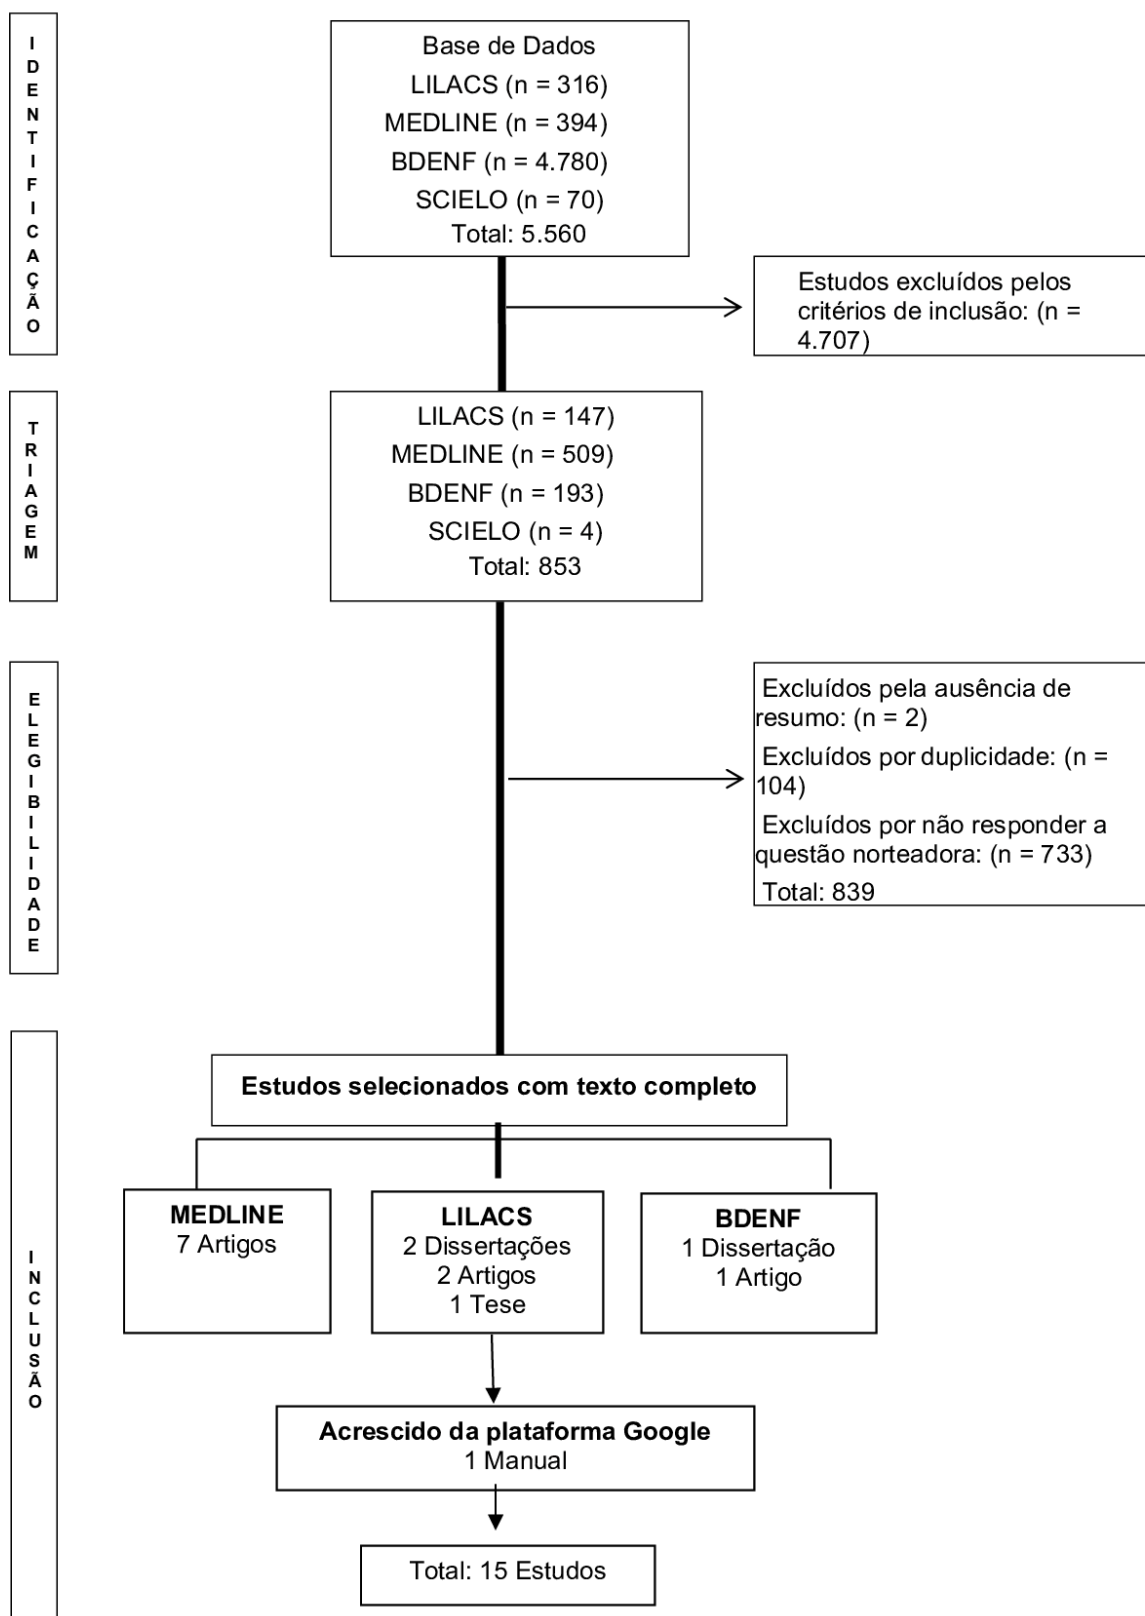 IDENTIFICAÇÃO
Base de Dados
LILACS (n = 316)
MEDLINE (n = 394)
BDENF (n = 4.780)
SCIELO (n = 70)
Total: 5.560
Estudos excluídos pelos
critérios de inclusão: (n =
4.707)
TRIAGEM
LILACS (n = 147)
MEDLINE (n = 509)
BDENF (n = 193)
SCIELO (n = 4)
Total: 853
ELEGIBILIDADE
Excluídos pela ausência de
resumo: (n = 2)
Excluídos por duplicidade: (n =
104)
Excluídos por não responder a
questão norteadora: (n = 733)
Total: 839
INCLUSÃO
Estudos selecionados com texto completo
MEDLINE
7 Artigos
LILACS
2 Dissertações
2 Artigos
1 Tese
BDENF
1 Dissertação
1 Artigo
Acrescido da plataforma Google
1 Manual
Total: 15 Estudos